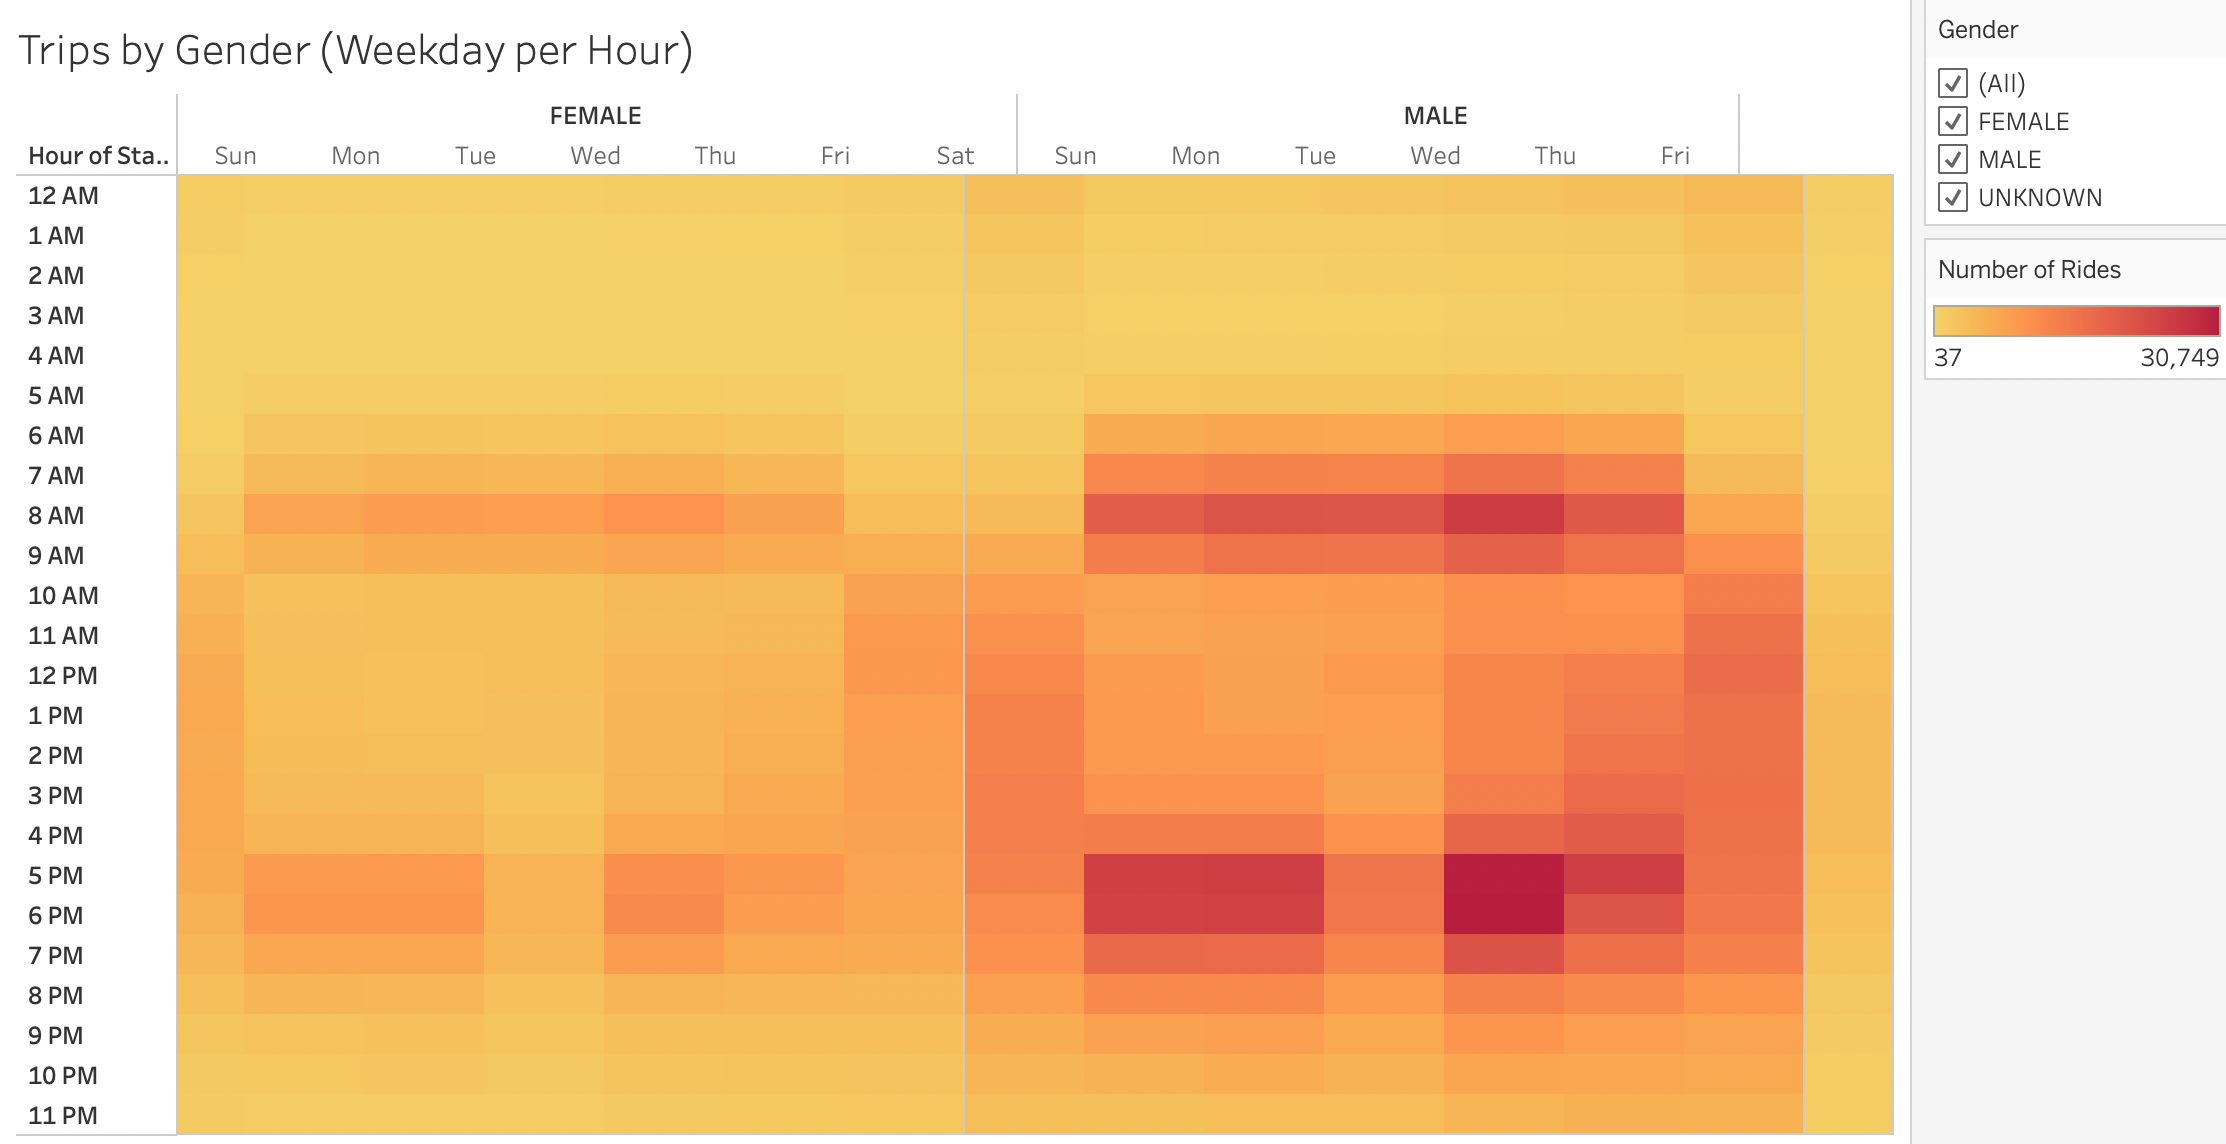 Trips by Gender (Weekday per Hour)
FEMALE MALE
Hour of Sta.. Sun Mon Tue Wed Thu Fri Sat Sun Mon Tue Wed Thu Fri
12 AM
1 AM
2 AM
3 AM
4 AM
5 AM
6 AM
7 AM
8 AM
9 AM
10 AM
11 AM
12 PM
1 PM
2 PM
3 PM
4 PM
5 PM
6 PM
7 PM
8 PM
9 PM
10 PM
11 PM
Gender
(All)
FEMALE
MALE
UNKNOWN
Number of Rides
37 30,749